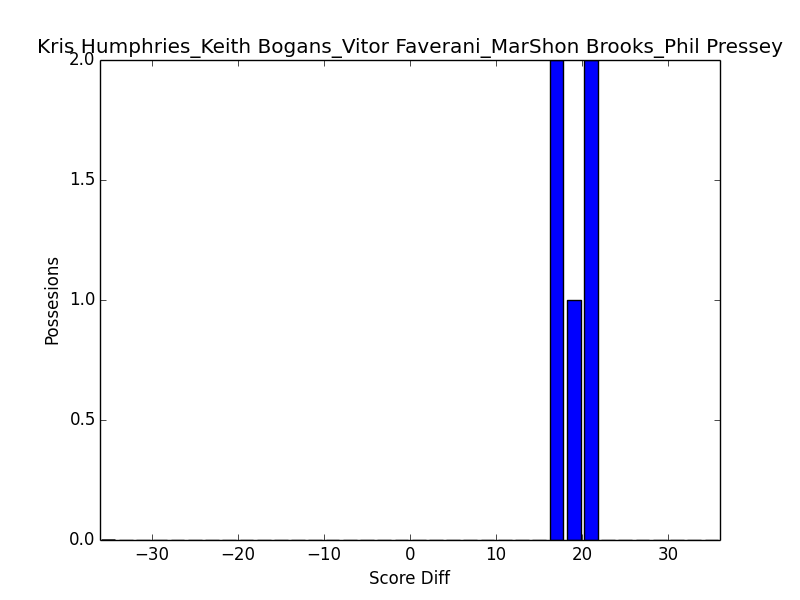 Kris Humphries_Keith Bogans_Vitor Faverani_MarShon Brooks_Phil Pressey
2.0
1.5
1.0
0.5
0.0
Possesions
−30 −20 −10 0 10 20 30
Score Diff